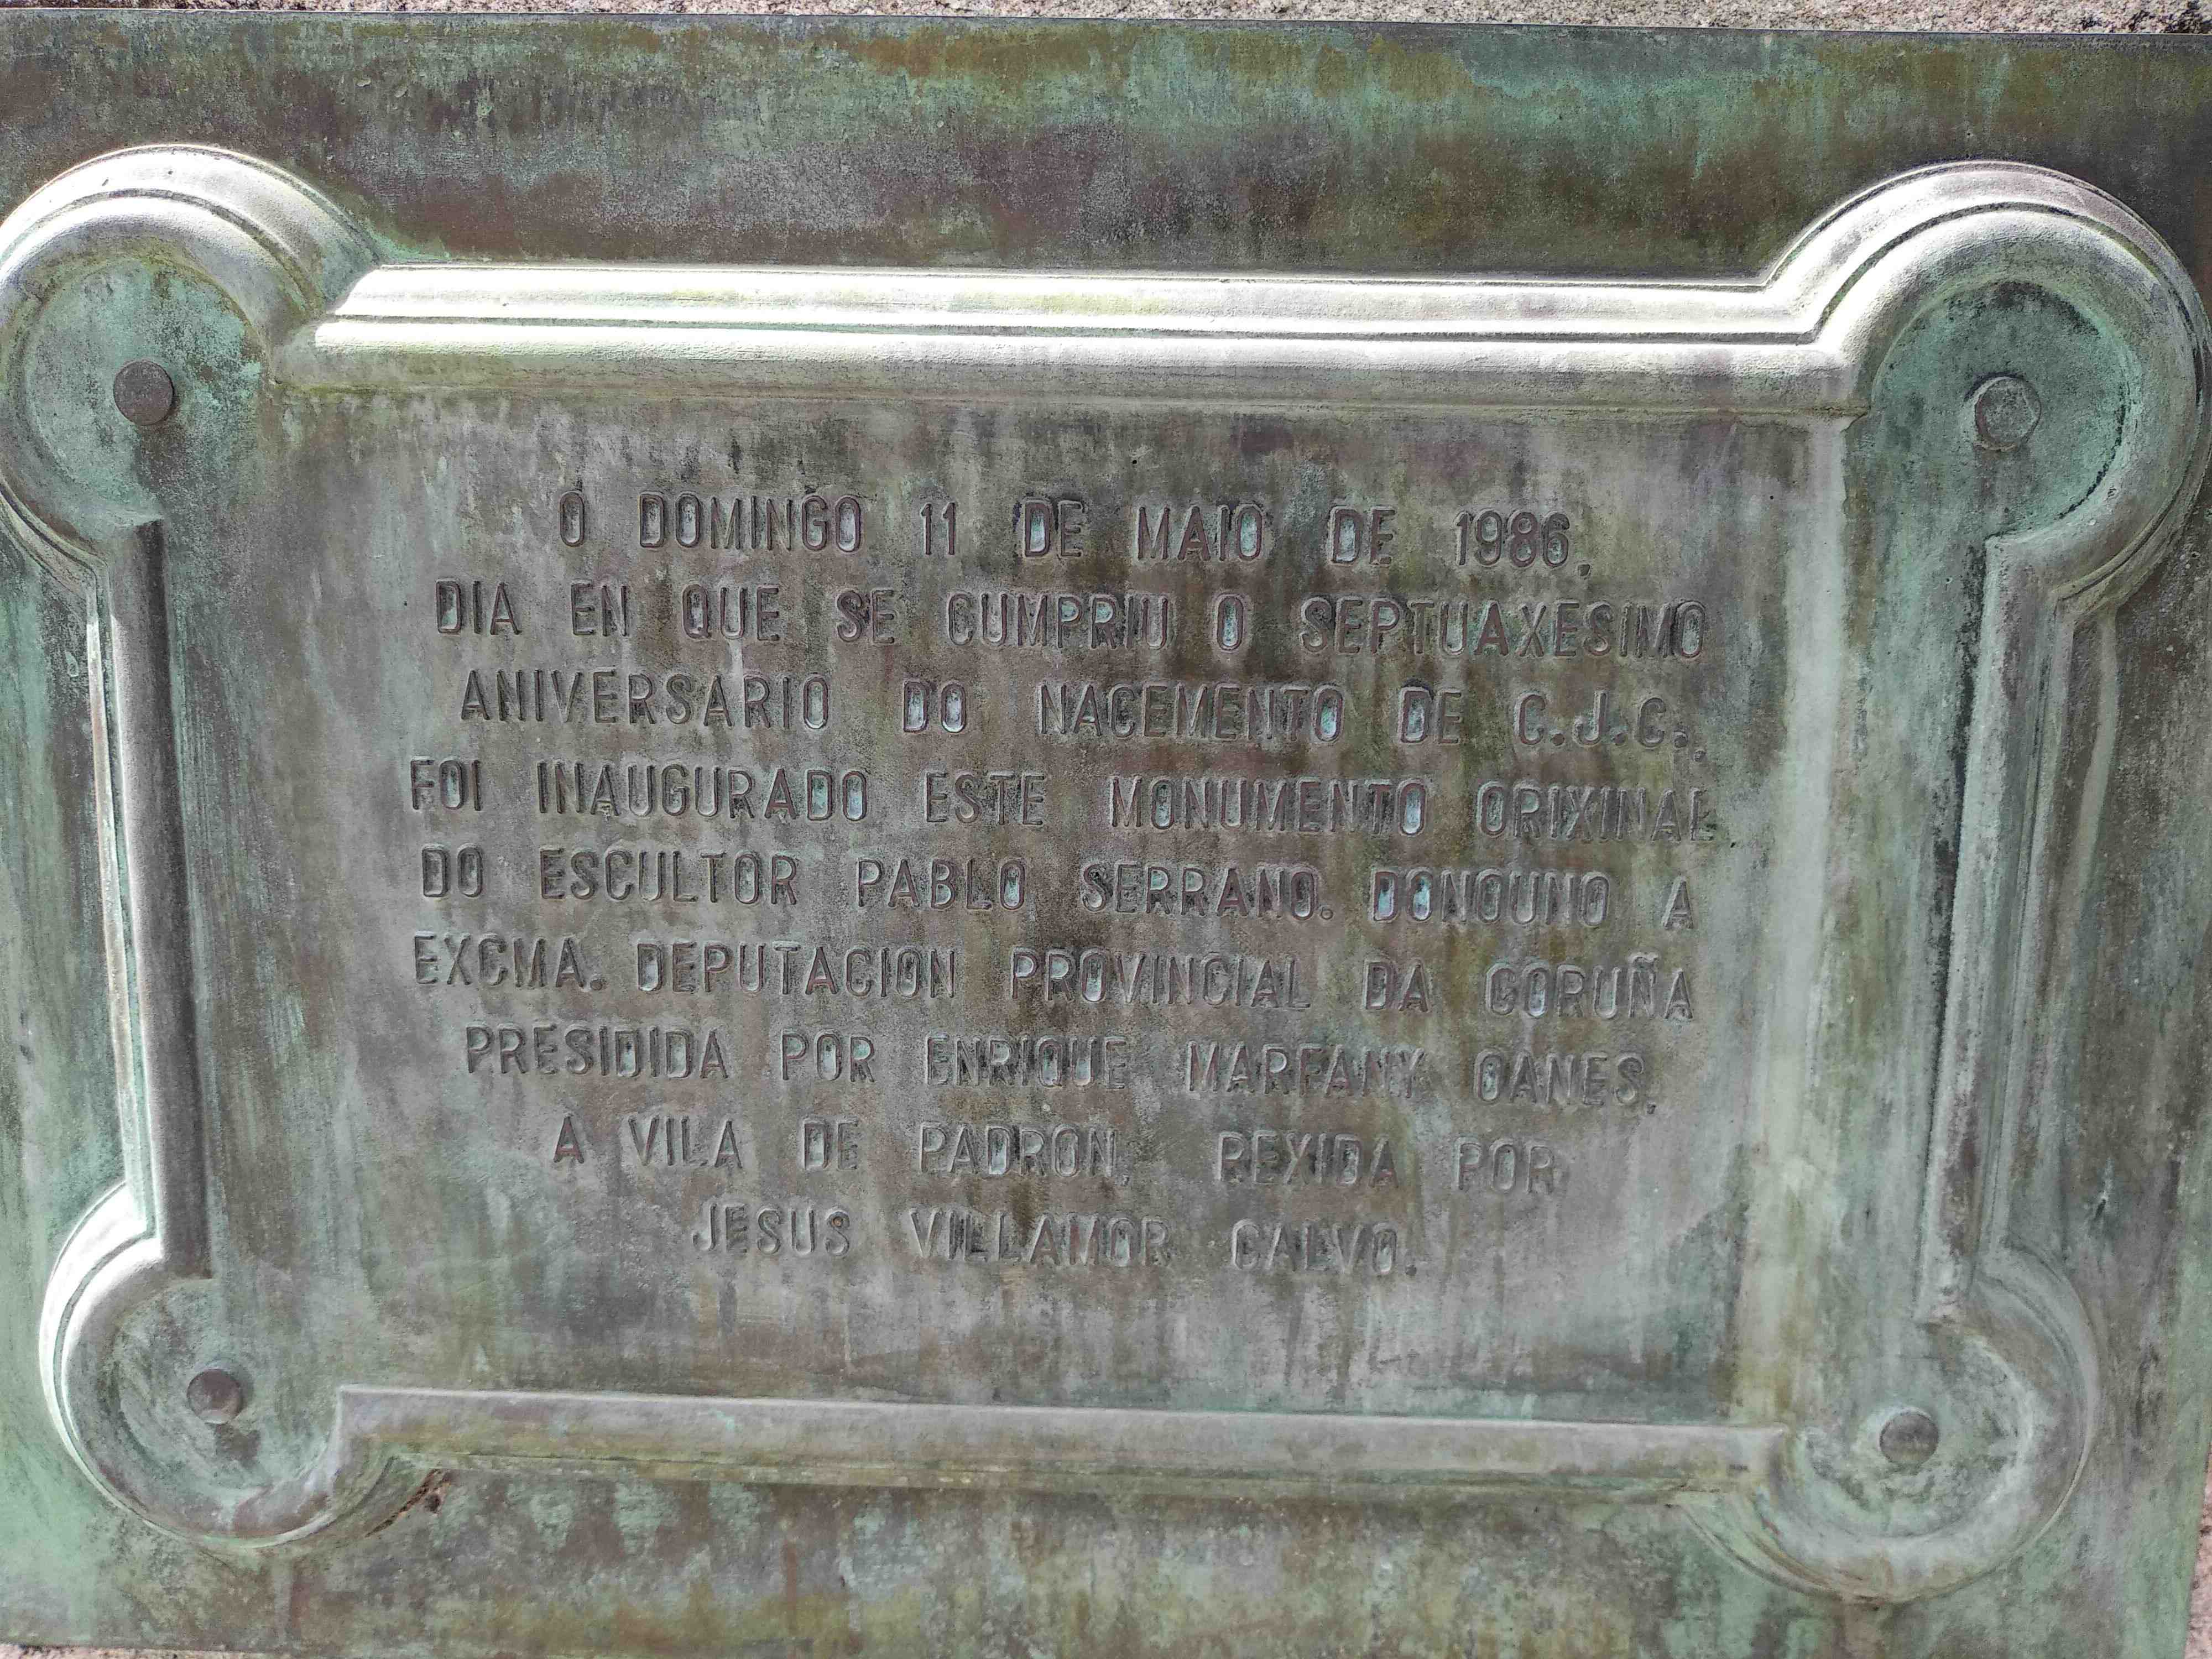 O DOMINGO 11 DE MAIO DE 1986,
DIA EN QUE SE CUMPRIU O SEPTUAXESIMO
ANIVERSARIO DO NACEMENTO DE C.J.C.,
FOI INAUGURADO ESTE MONUMENTO ORIXINAL
DO ESCULTOR PABLO SERRANO. DONOUNO A
EXCMA. DEPUTACION PROVINCIAL DA CORUÑA
PRESIDIDA POR ENRIQUE MARFANY OANES,
A VILA DE PADRON, REXIDA POR
JESUS VILLAMOR CALVO.